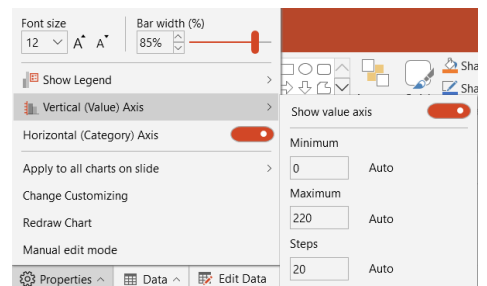 Font size
Bar width (%)
12
A A
85%
Show Legend
Vertical (Value) Axis
Horizontal (Category) Axis
Apply to all charts on slide
Change Customizing
Redraw Chart
Manual edit mode
Properties
Data
Edit Data
Sha
Sha
Show value axis
Minimum
0 Auto
Maximum
220 Auto
Steps
20 Auto